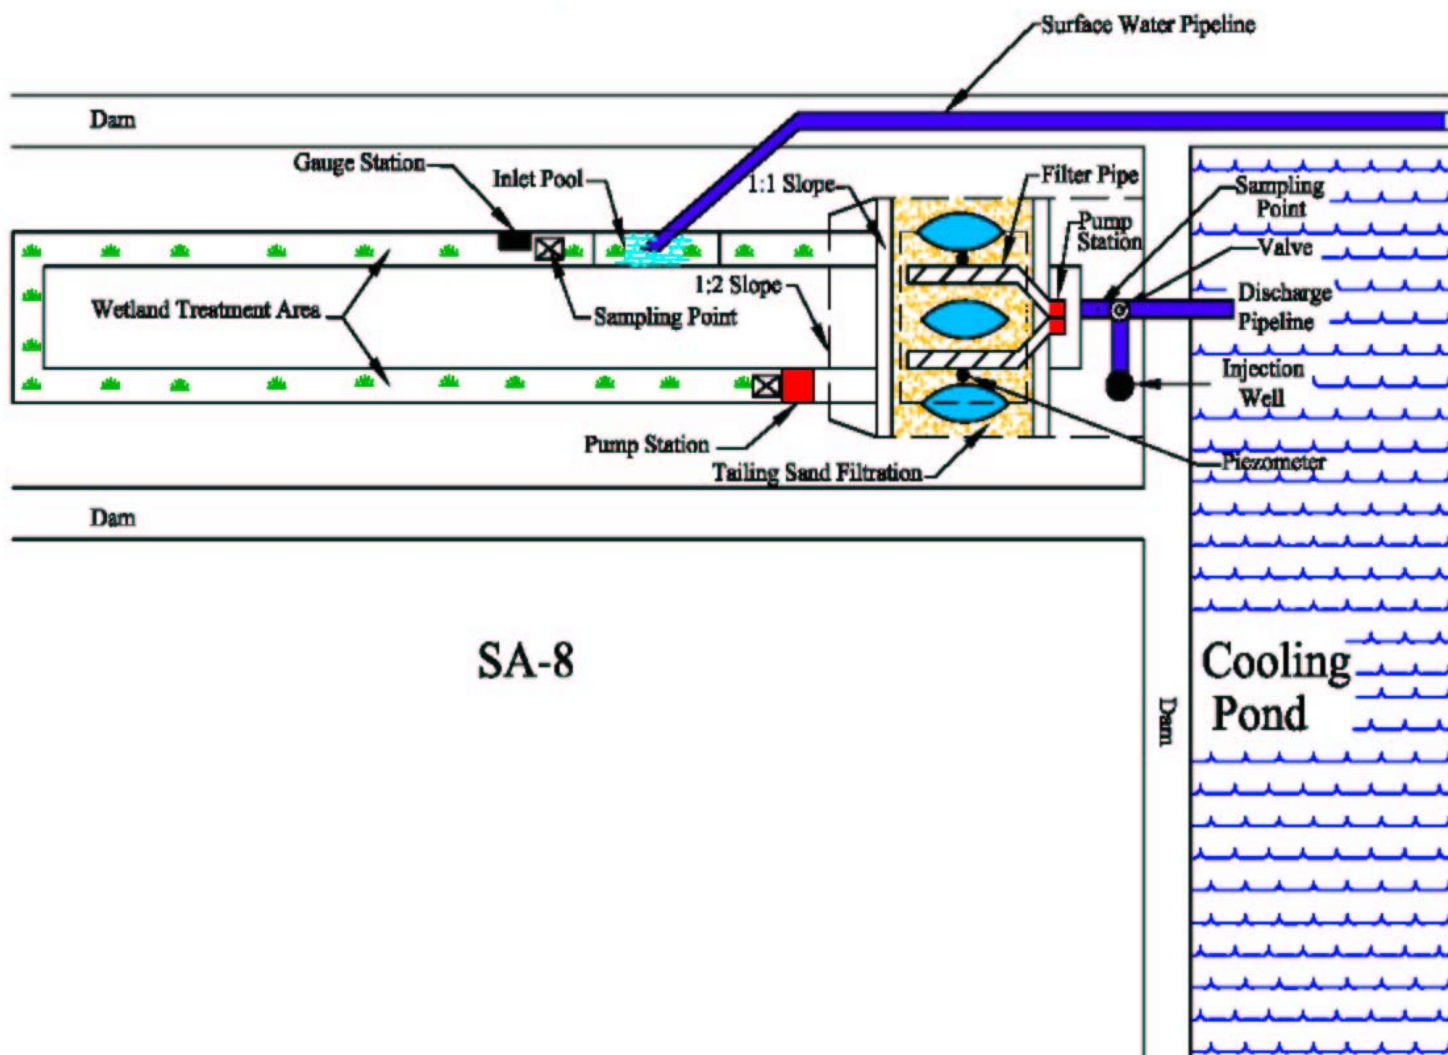 Surface Water Pipeline
Dam
Gauge Station
Inlet Pool
1:1 Slope
Filter Pipe
Sampling
Point
Pump
Station
Valve
1:2 Slope
Wetland Treatment Area
Sampling Point
Discharge
Pipeline
Injection
Well
Pump Station
Tailing Sand Filtration
Piezometer
Dam
SA-8
Cooling
Pond
Dam